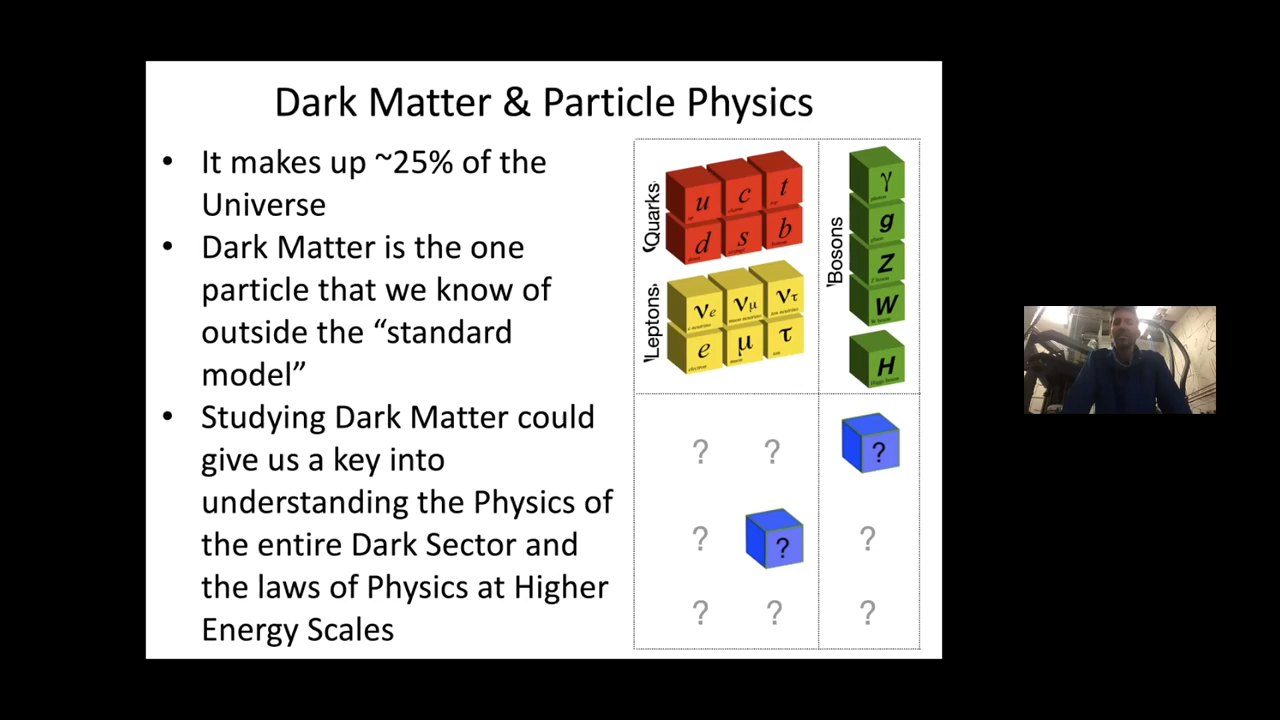 Dark Matter & Particle Physics
• It makes up ~25% of the
Universe
• Dark Matter is the one
particle that we know of
outside the “standard
model”
• Studying Dark Matter could
give us a key into
understanding the Physics of
the entire Dark Sector and
the laws of Physics at Higher
Energy Scales
Quarks
u c t
d s b
Leptons
νe νμ ντ
e μ τ
Bosons
γ
g
Z
W
H
? ? ?
? ? ?
? ? ?